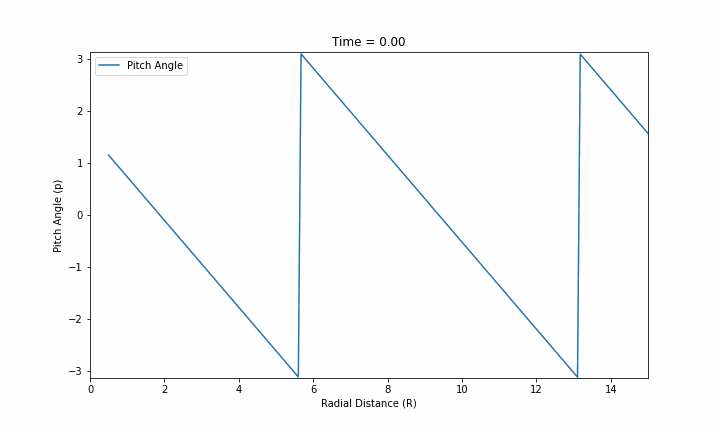 Time = 0.00
Pitch Angle
3
2
1
0
−1
−2
−3
Pitch Angle (p)
0 2 4 6 8 10 12 14
Radial Distance (R)